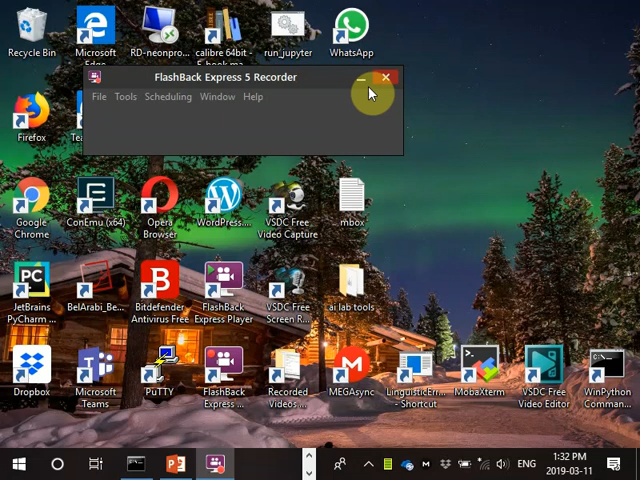 Recycle Bin
Microsoft
Edge
RD-neonpro...
calibre 64bit -
E-book ma...
run_jupyter
WhatsApp
FlashBack Express 5 Recorder
File Tools Scheduling Window Help
Firefox
Google
Chrome
ConEmu (x64)
Opera
Browser
WordPress....
VSDC Free
Video Capture
mbox
JetBrains
PyCharm ...
BelArabi_Be...
Bitdefender
Antivirus Free
FlashBack
Express Player
VSDC Free
Screen R...
ai lab tools
Dropbox
Microsoft
Teams
PuTTY
FlashBack
Express ...
Recorded
Videos ...
MEGAsync
LinguisticErr...
- Shortcut
MobaXterm
VSDC Free
Video Editor
WinPython
Comman...
ENG
1:32 PM
2019-03-11